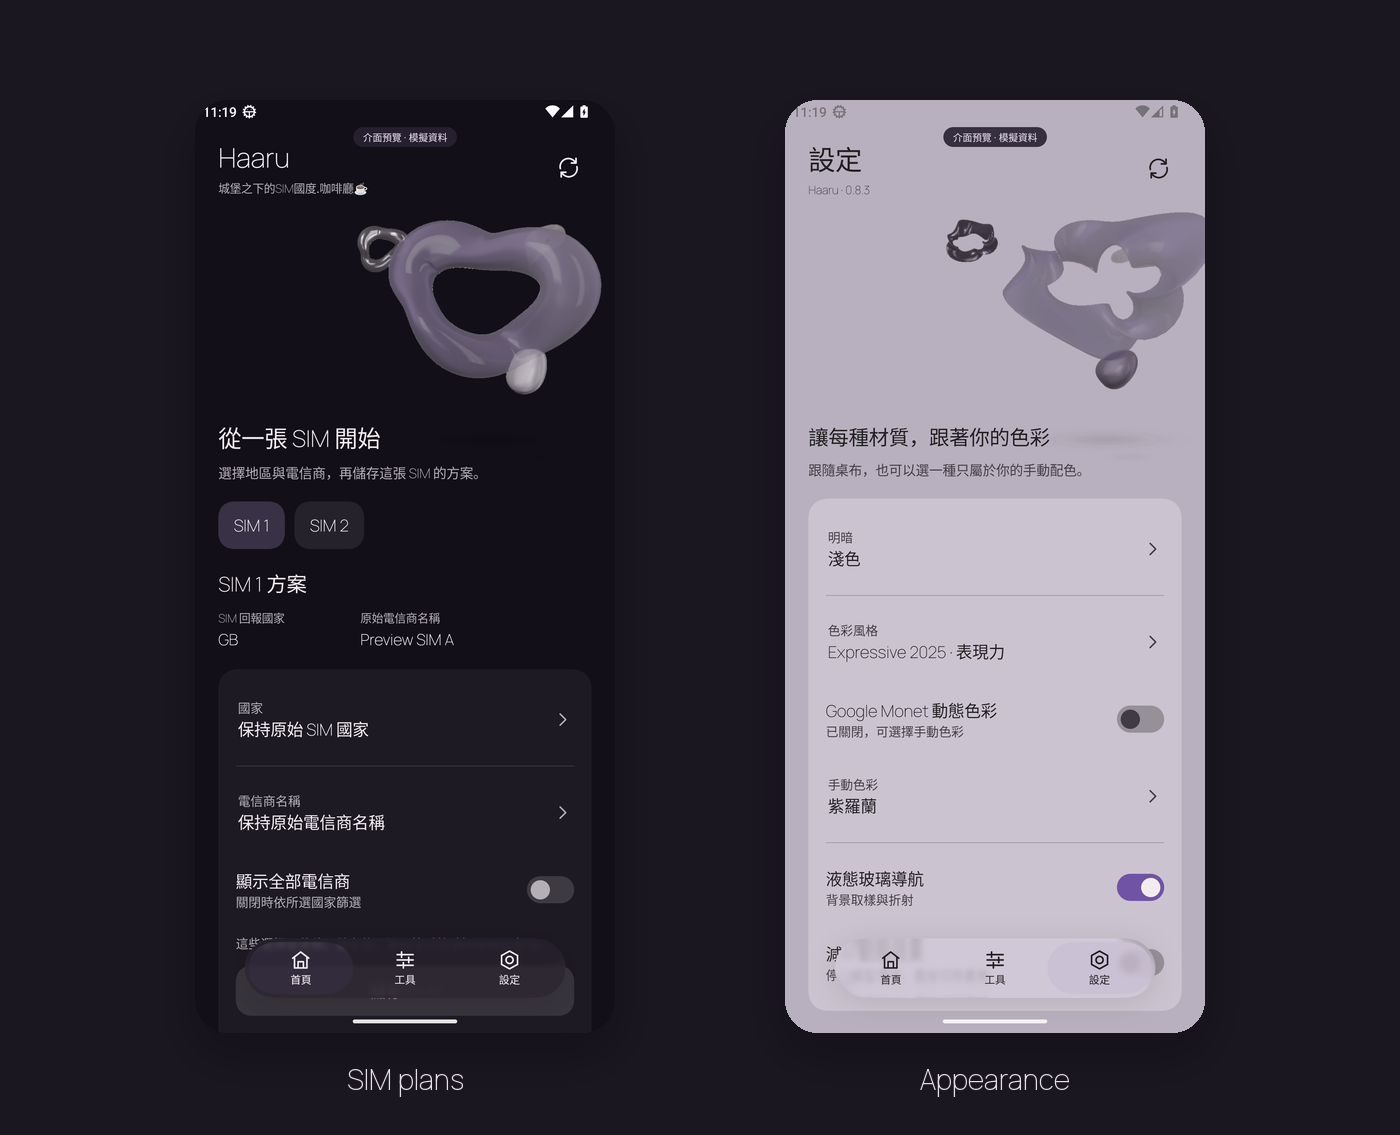 11:19
介面預覽 · 模擬資料
Haaru
城堡之下的SIM國度.咖啡廳☕
從一張 SIM 開始
選擇地區與電信商，再儲存這張 SIM 的方案。
SIM 1
SIM 2
SIM 1 方案
SIM 回報國家
原始電信商名稱
GB
Preview SIM A
國家
保持原始 SIM 國家
電信商名稱
保持原始電信商名稱
顯示全部電信商
關閉時依所選國家篩選
這些
首頁
工具
設定
SIM plans
11:19
介面預覽 · 模擬資料
設定
Haaru · 0.8.3
讓每種材質，跟著你的色彩
跟隨桌布，也可以選一種只屬於你的手動配色。
明暗
淺色
色彩風格
Expressive 2025 · 表現力
Google Monet 動態色彩
已關閉，可選擇手動色彩
手動色彩
紫羅蘭
液態玻璃導航
背景取樣與折射
減
停
首頁
工具
設定
Appearance